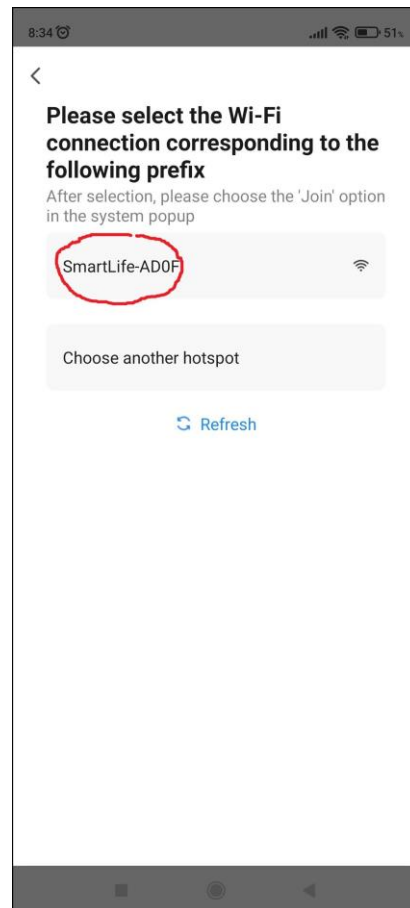 8:34
51%
Please select the Wi-Fi
connection corresponding to the
following prefix
After selection, please choose the 'Join' option
in the system popup
SmartLife-AD0F
Choose another hotspot
Refresh